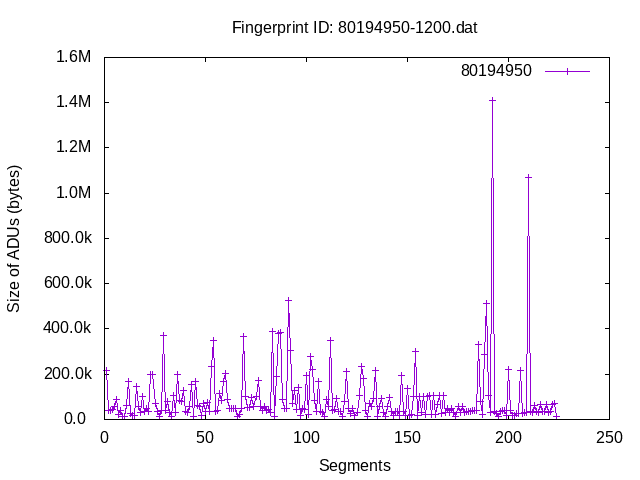 Fingerprint ID: 80194950-1200.dat
1.6M
80194950
1.4M
1.2M
1.0M
800.0k
600.0k
400.0k
200.0k
0.0
Size of ADUs (bytes)
0 50 100 150 200 250
Segments